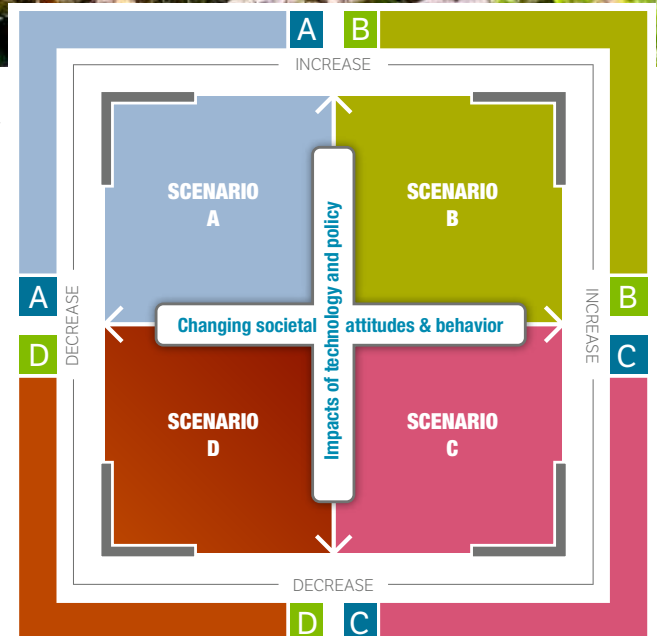 A B
INCREASE
SCENARIO
A
SCENARIO
B
Impacts of technology and policy
A
DECREASE
INCREASE
B
Changing societal attitudes & behavior
D
C
SCENARIO
D
SCENARIO
C
DECREASE
D C